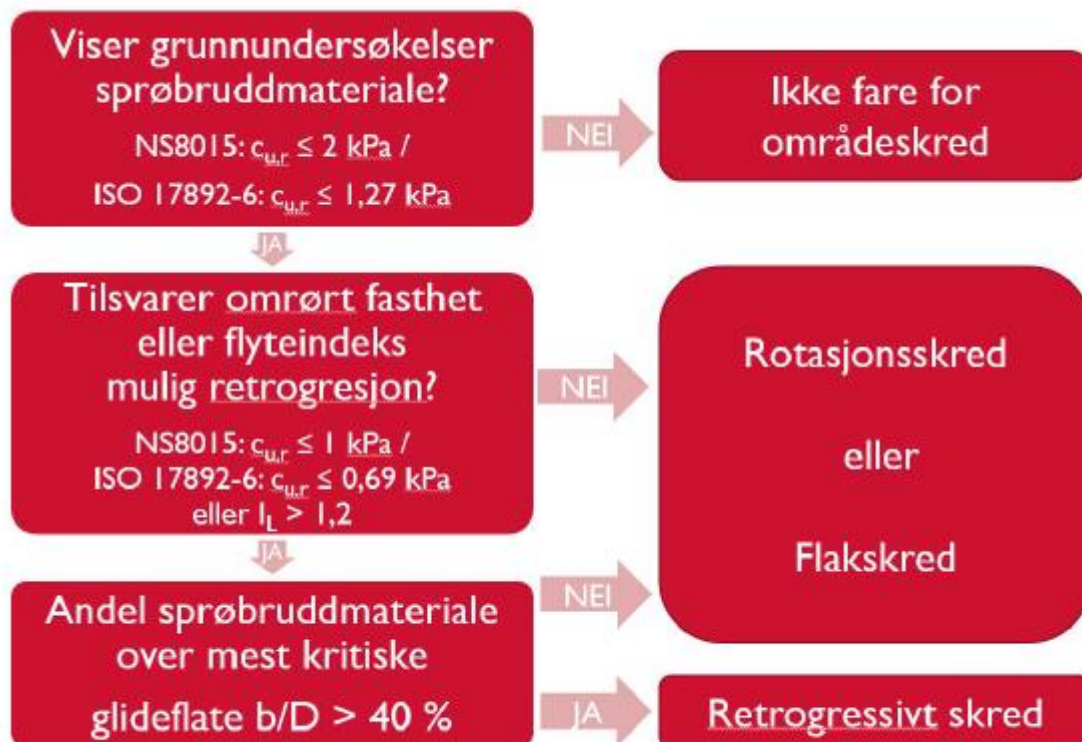 Viser grunnundersøkelser
sprøbruddmateriale?
NS8015: cu,r ≤ 2 kPa /
ISO 17892-6: cu,r ≤ 1,27 kPa
NEI
Ikke fare for
områdeskred
JA
Tilsvarer omrørt fasthet
eller flyteindeks
mulig retrogresjon?
NS8015: cu,r ≤ 1 kPa /
ISO 17892-6: cu,r ≤ 0,69 kPa
eller IL > 1,2
NEI
Rotasjonsskred
eller
Flakskred
JA
Andel sprøbruddmateriale
over mest kritiske
glideflate b/D > 40 %
NEI
JA
Retrogressivt skred